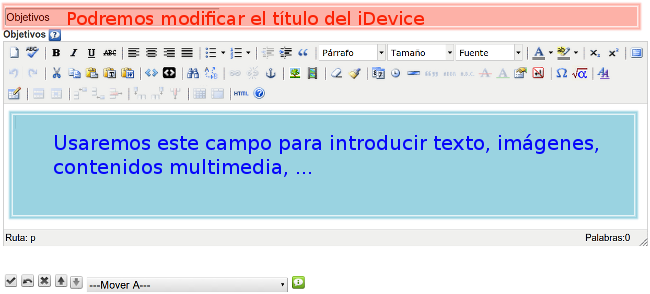 Objetivos Podremos modificar el título del iDevice
Objetivos
Párrafo Tamaño Fuente
HTML
Usaremos este campo para introducir texto, imágenes,
contenidos multimedia, ...
Ruta: p Palabras:0
---Mover A---